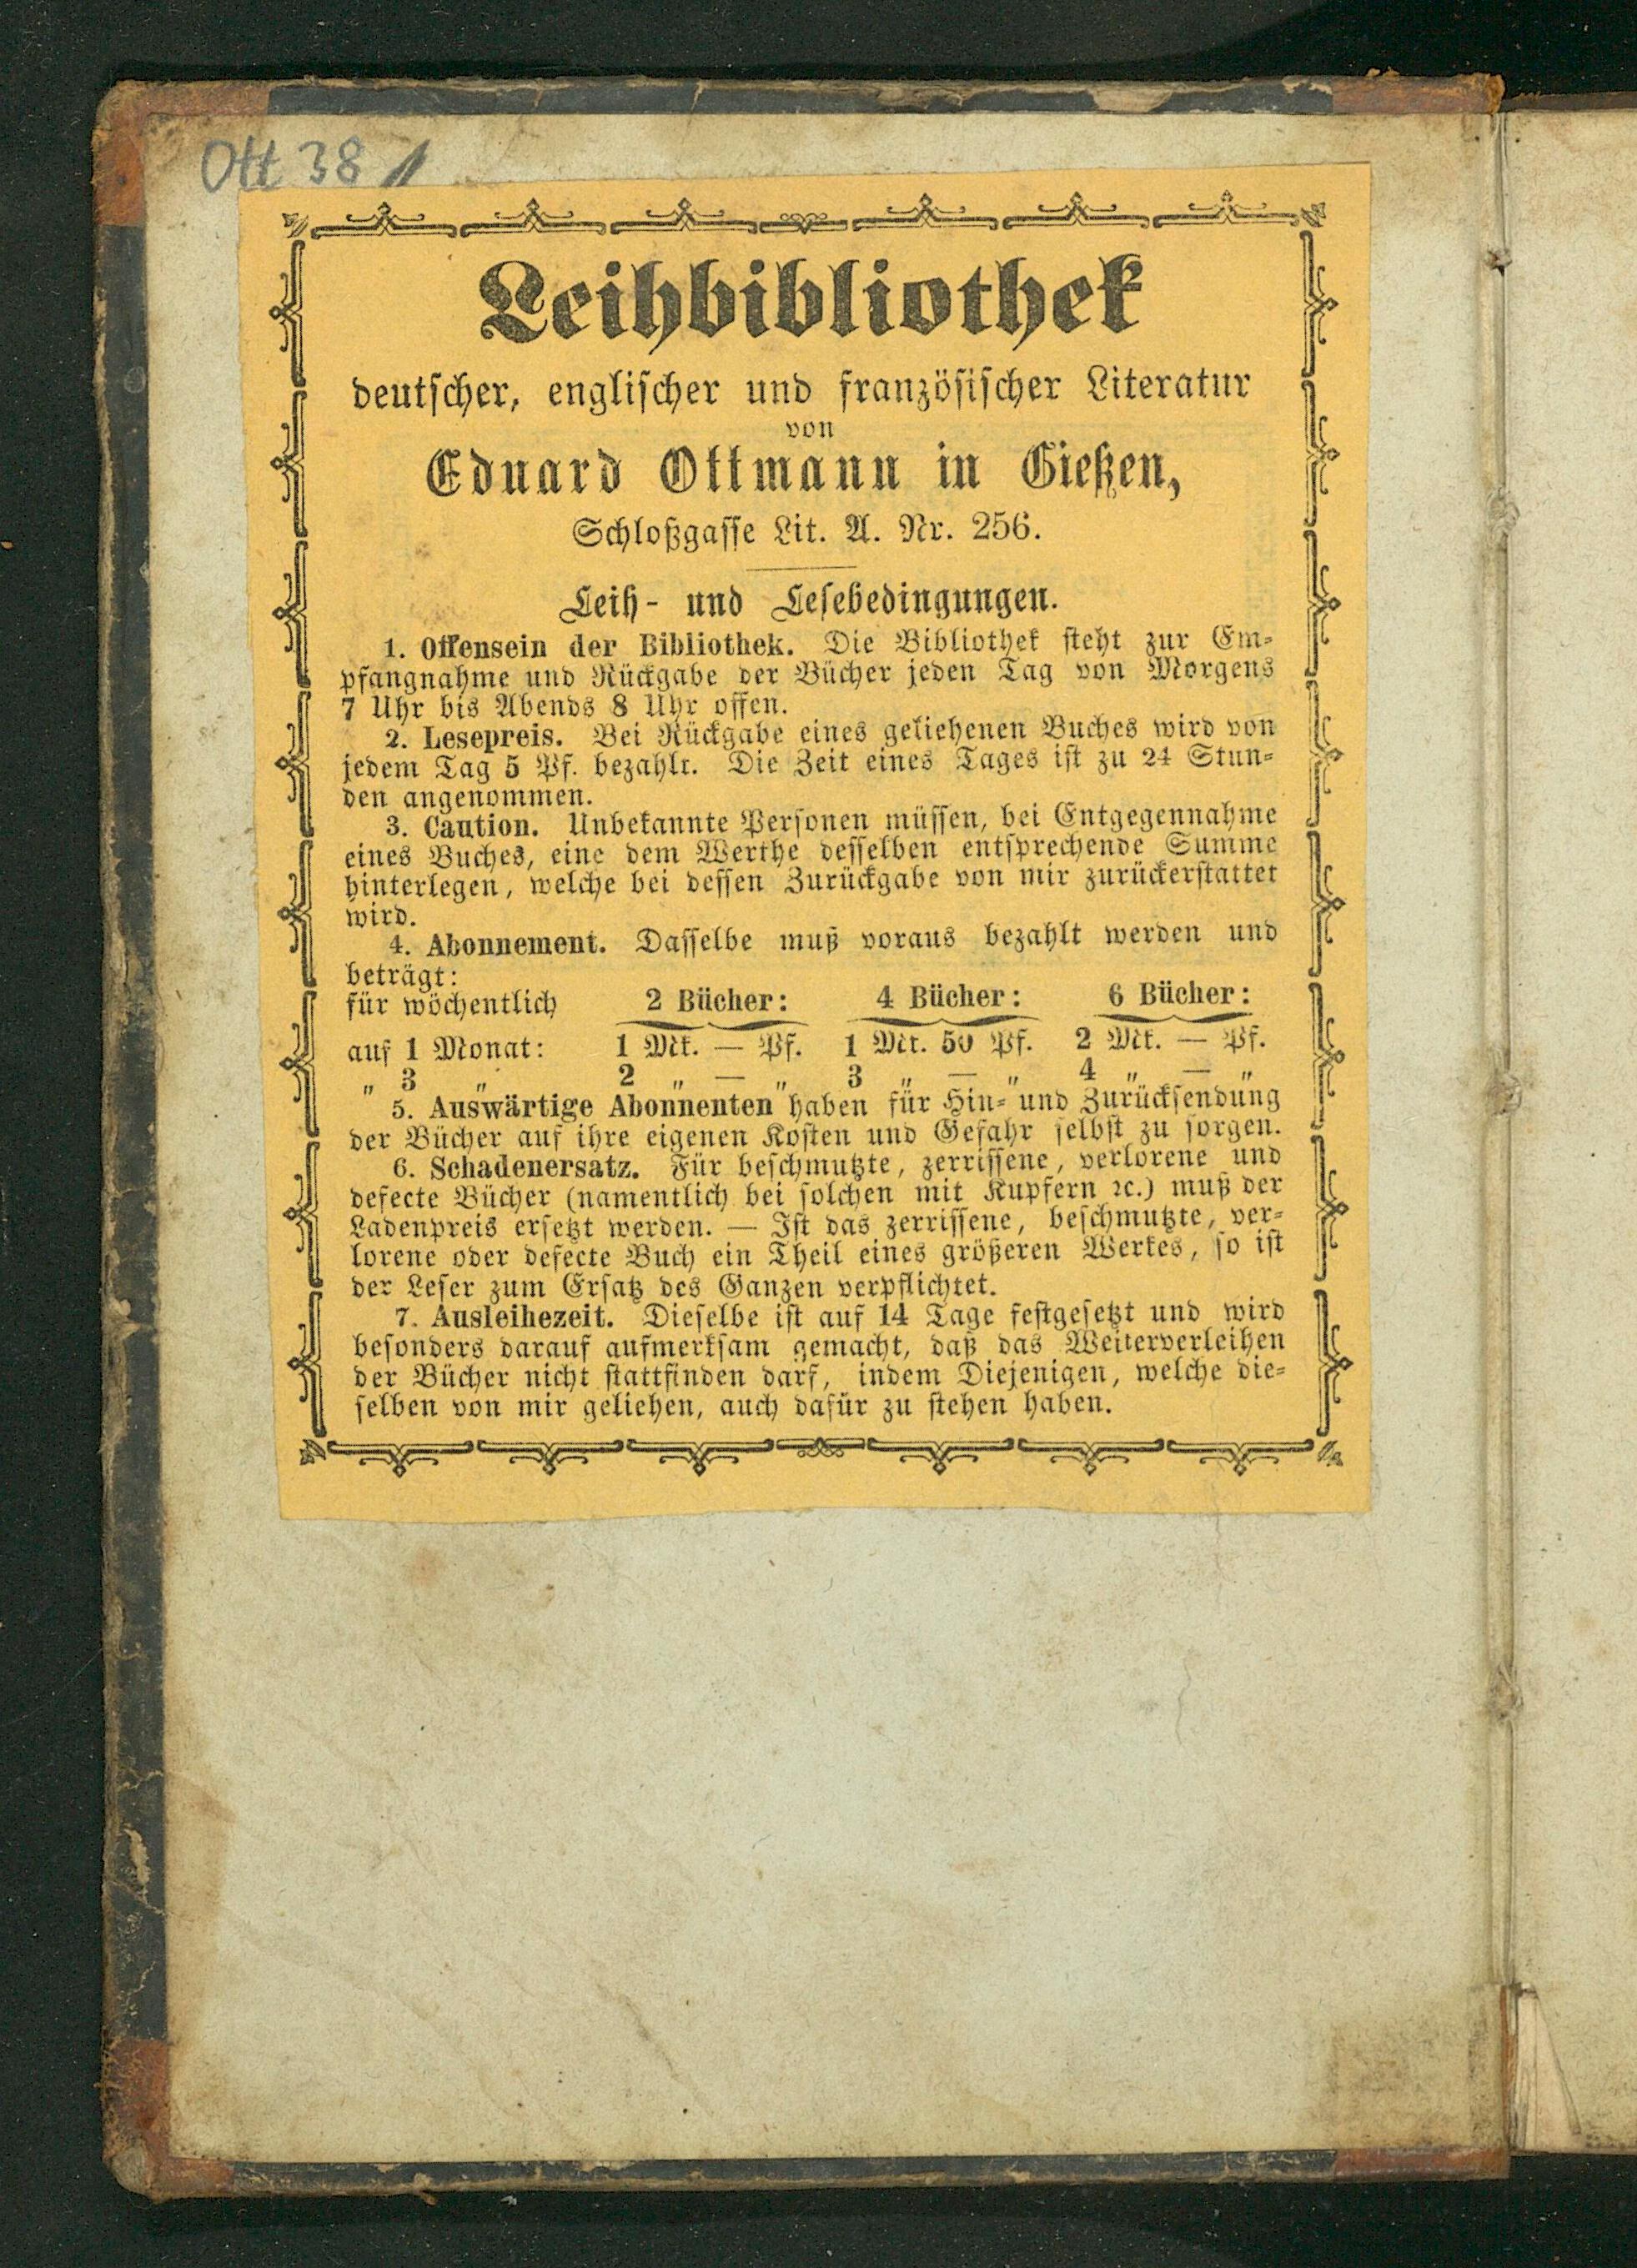 Ott 38
Leihbibliothek
deutscher, englischer und französischer Literatur
von
Eduard Ottmann in Gießen,
Schloßgasse Lit. A. Nr. 256.
Leih- und Lesebedingungen.
1. Offensein der Bibliothek. Die Bibliothek steht zur Em-
pfangnahme und Rückgabe der Bücher jeden Tag von Morgens
7 Uhr bis Abends 8 Uhr offen.
2. Lesepreis. Bei Rückgabe eines geliehenen Buches wird von
jedem Tag 5 Pf. bezahlt. Die Zeit eines Tages ist zu 24 Stun-
den angenommen.
3. Caution. Unbekannte Personen müssen, bei Entgegennahme
eines Buches, eine dem Werthe desselben entsprechende Summe
hinterlegen, welche bei dessen Zurückgabe von mir zurückerstattet
wird.
4. Abonnement. Dasselbe muß voraus bezahlt werden und
beträgt:
für wöchentlich 2 Bücher: 4 Bücher: 6 Bücher:
auf 1 Monat: 1 Mk. — Pf. 1 Mk. 50 Pf. 2 Mk. — Pf.
" 3 " 2 " — " 3 " — " 4 " — "
5. Auswärtige Abonnenten haben für Hin- und Zurücksendung
der Bücher auf ihre eigenen Kosten und Gefahr selbst zu sorgen.
6. Schadenersatz. Für beschmutzte, zerrissene, verlorene und
defecte Bücher (namentlich bei solchen mit Kupfern ꝛc.) muß der
Ladenpreis ersetzt werden. — Ist das zerrissene, beschmutzte, ver-
lorene oder defecte Buch ein Theil eines größeren Werkes, so ist
der Leser zum Ersatz des Ganzen verpflichtet.
7. Ausleihezeit. Dieselbe ist auf 14 Tage festgesetzt und wird
besonders darauf aufmerksam gemacht, daß das Weiterverleihen
der Bücher nicht stattfinden darf, indem Diejenigen, welche die-
selben von mir geliehen, auch dafür zu stehen haben.